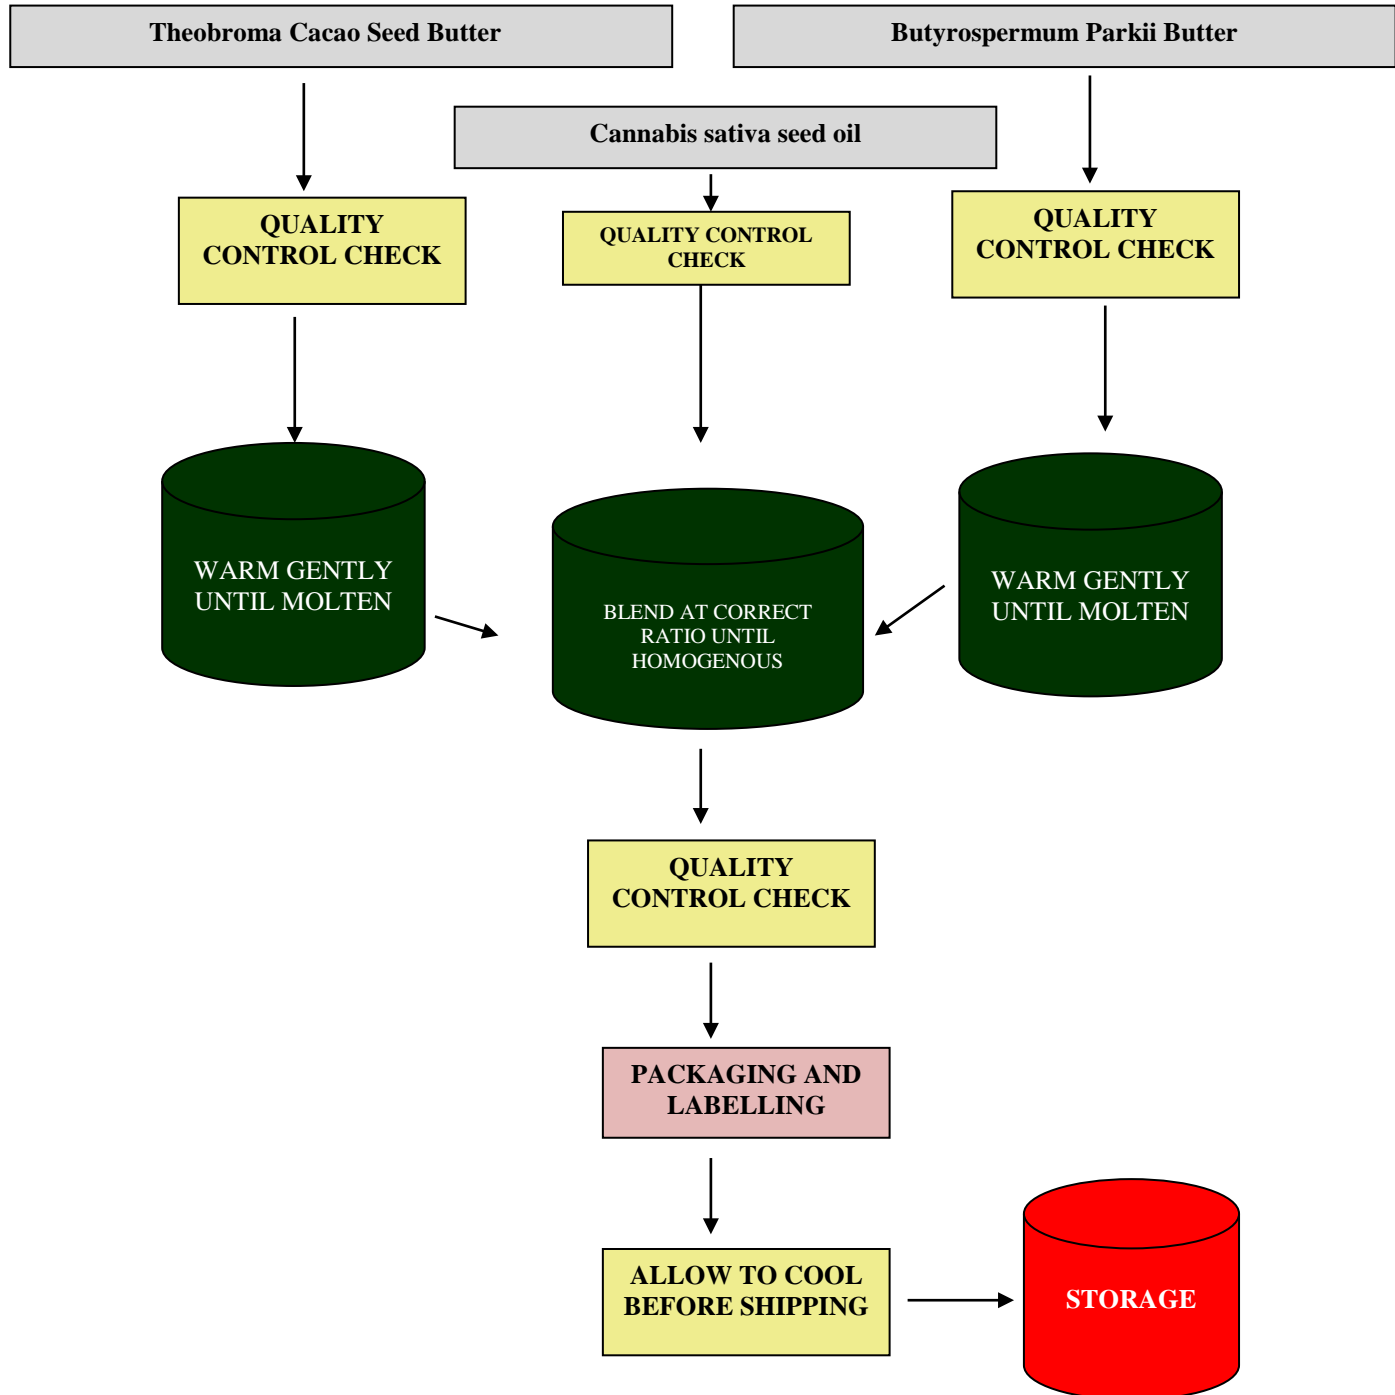 Theobroma Cacao Seed Butter
Butyrospermum Parkii Butter
Cannabis sativa seed oil
QUALITY
CONTROL CHECK
QUALITY CONTROL
CHECK
QUALITY
CONTROL CHECK
WARM GENTLY
UNTIL MOLTEN
BLEND AT CORRECT
RATIO UNTIL
HOMOGENOUS
WARM GENTLY
UNTIL MOLTEN
QUALITY
CONTROL CHECK
PACKAGING AND
LABELLING
ALLOW TO COOL
BEFORE SHIPPING
STORAGE